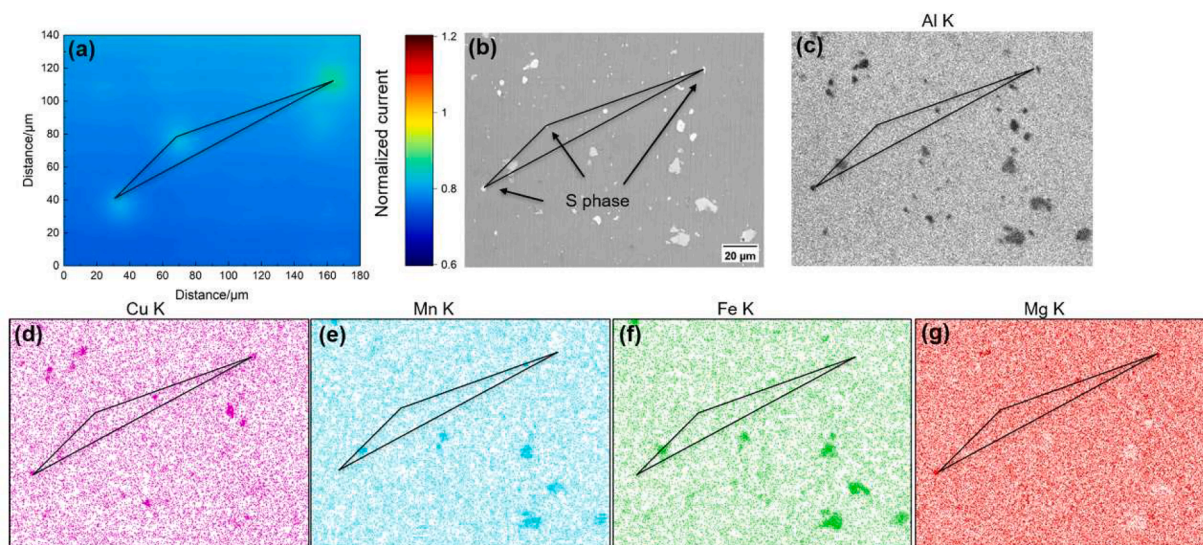 Al K
(a)
(b)
(c)
140
120
100
80
60
40
20
0
0 20 40 60 80 100 120 140 160 180
Distance/µm
Distance/µm
Normalized current
1.2
1
0.8
0.6
S phase
20 µm
Cu K
Mn K
Fe K
Mg K
(d)
(e)
(f)
(g)